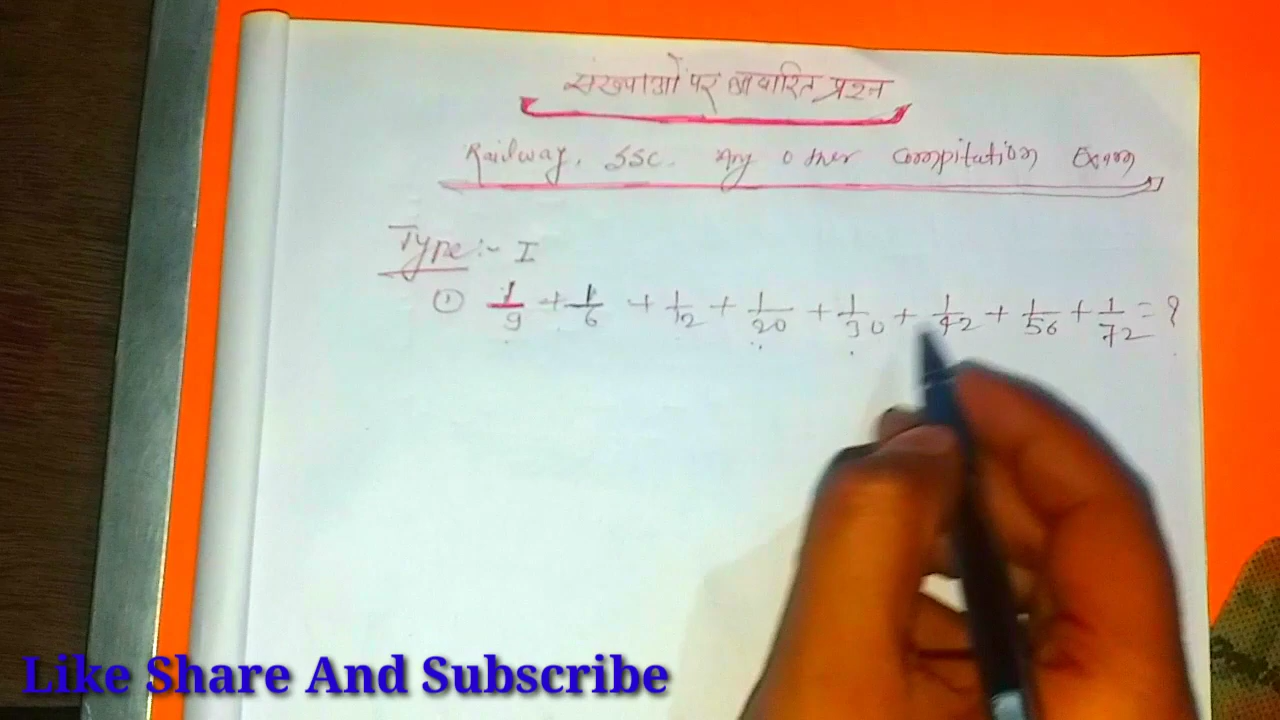 संख्याओं पर आधारित प्रश्न
Railway, SSC. Any other Compitation Exam
Type:- I
① 1/9 + 1/6 + 1/12 + 1/20 + 1/30 + 1/42 + 1/56 + 1/72 = ?
Like Share And Subscribe